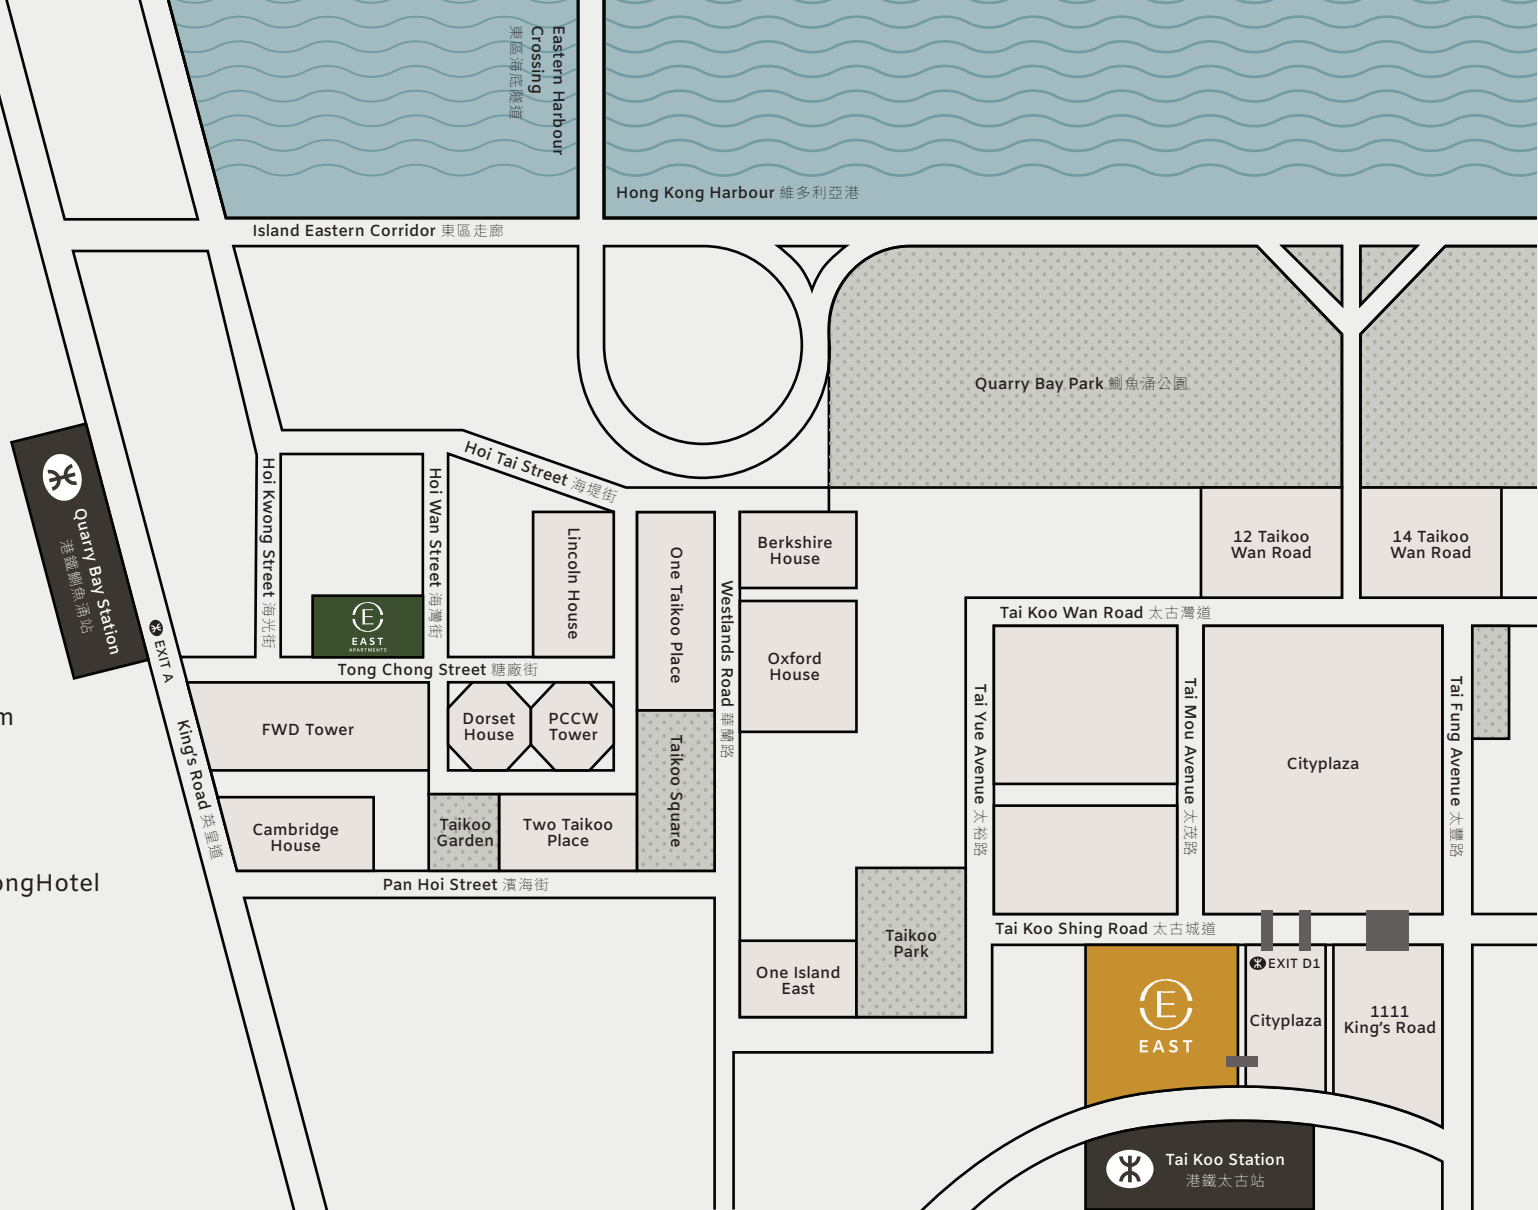 Eastern Harbour
Crossing
東區海底隧道
Hong Kong Harbour 維多利亞港
Island Eastern Corridor 東區走廊
Quarry Bay Park 鰂魚涌公園
Hoi Tai Street 海堤街
Hoi Kwong Street 海光街
Hoi Wan Street 海灣街
Quarry Bay Station
港鐵鰂魚涌站
EXIT A
Lincoln House
One Taikoo Place
Berkshire
House
12 Taikoo
Wan Road
14 Taikoo
Wan Road
E
EAST
APARTMENTS
Tai Koo Wan Road 太古灣道
Westlands Road 華蘭路
Oxford
House
Tong Chong Street 糖廠街
FWD Tower
Dorset
House
PCCW
Tower
m
King's Road 英皇道
Taikoo Square
Tai Yue Avenue 太裕路
Tai Mou Avenue 太茂路
Cityplaza
Tai Fung Avenue 太豐路
Cambridge
House
Taikoo
Garden
Two Taikoo
Place
ongHotel
Pan Hoi Street 濱海街
Tai Koo Shing Road 太古城道
Taikoo
Park
One Island
East
EXIT D1
E
EAST
Cityplaza
1111
King's Road
Tai Koo Station
港鐵太古站